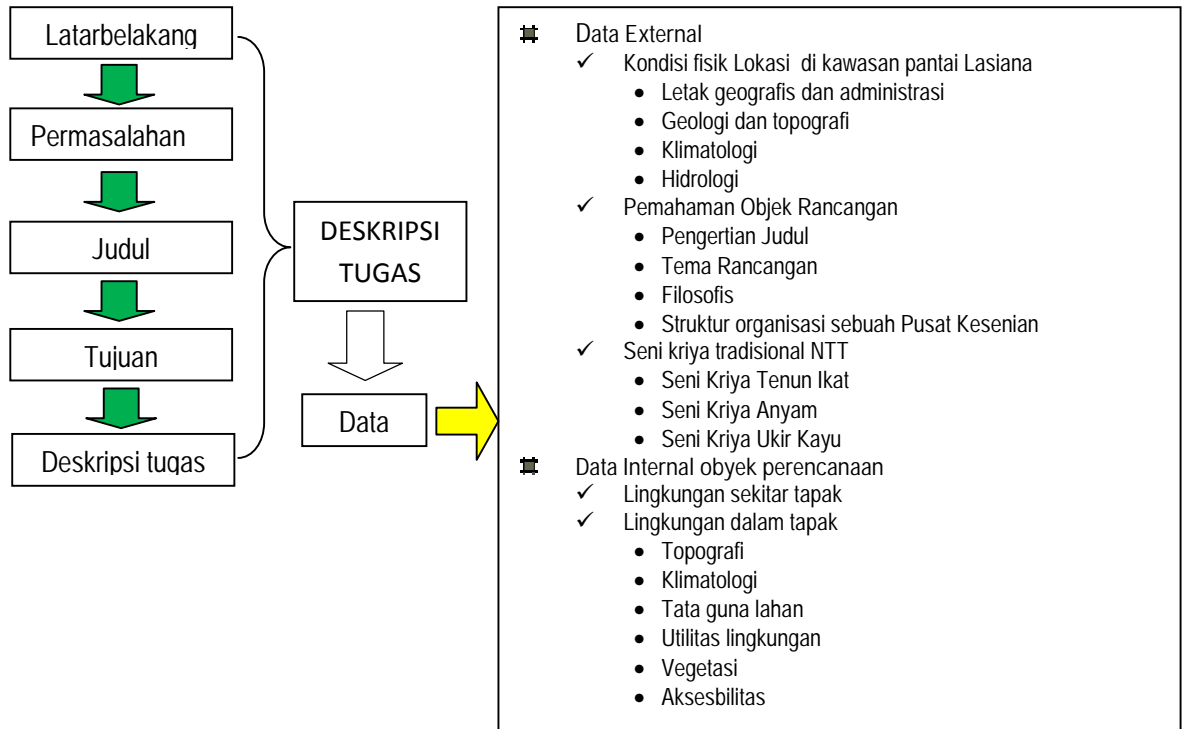 Latarbelakang
Permasalahan
Judul
Tujuan
Deskripsi tugas
DESKRIPSI
TUGAS
Data
Data External
✓ Kondisi fisik Lokasi di kawasan pantai Lasiana
• Letak geografis dan administrasi
• Geologi dan topografi
• Klimatologi
• Hidrologi
✓ Pemahaman Objek Rancangan
• Pengertian Judul
• Tema Rancangan
• Filosofis
• Struktur organisasi sebuah Pusat Kesenian
✓ Seni kriya tradisional NTT
• Seni Kriya Tenun Ikat
• Seni Kriya Anyam
• Seni Kriya Ukir Kayu
Data Internal obyek perencanaan
✓ Lingkungan sekitar tapak
✓ Lingkungan dalam tapak
• Topografi
• Klimatologi
• Tata guna lahan
• Utilitas lingkungan
• Vegetasi
• Aksesbilitas